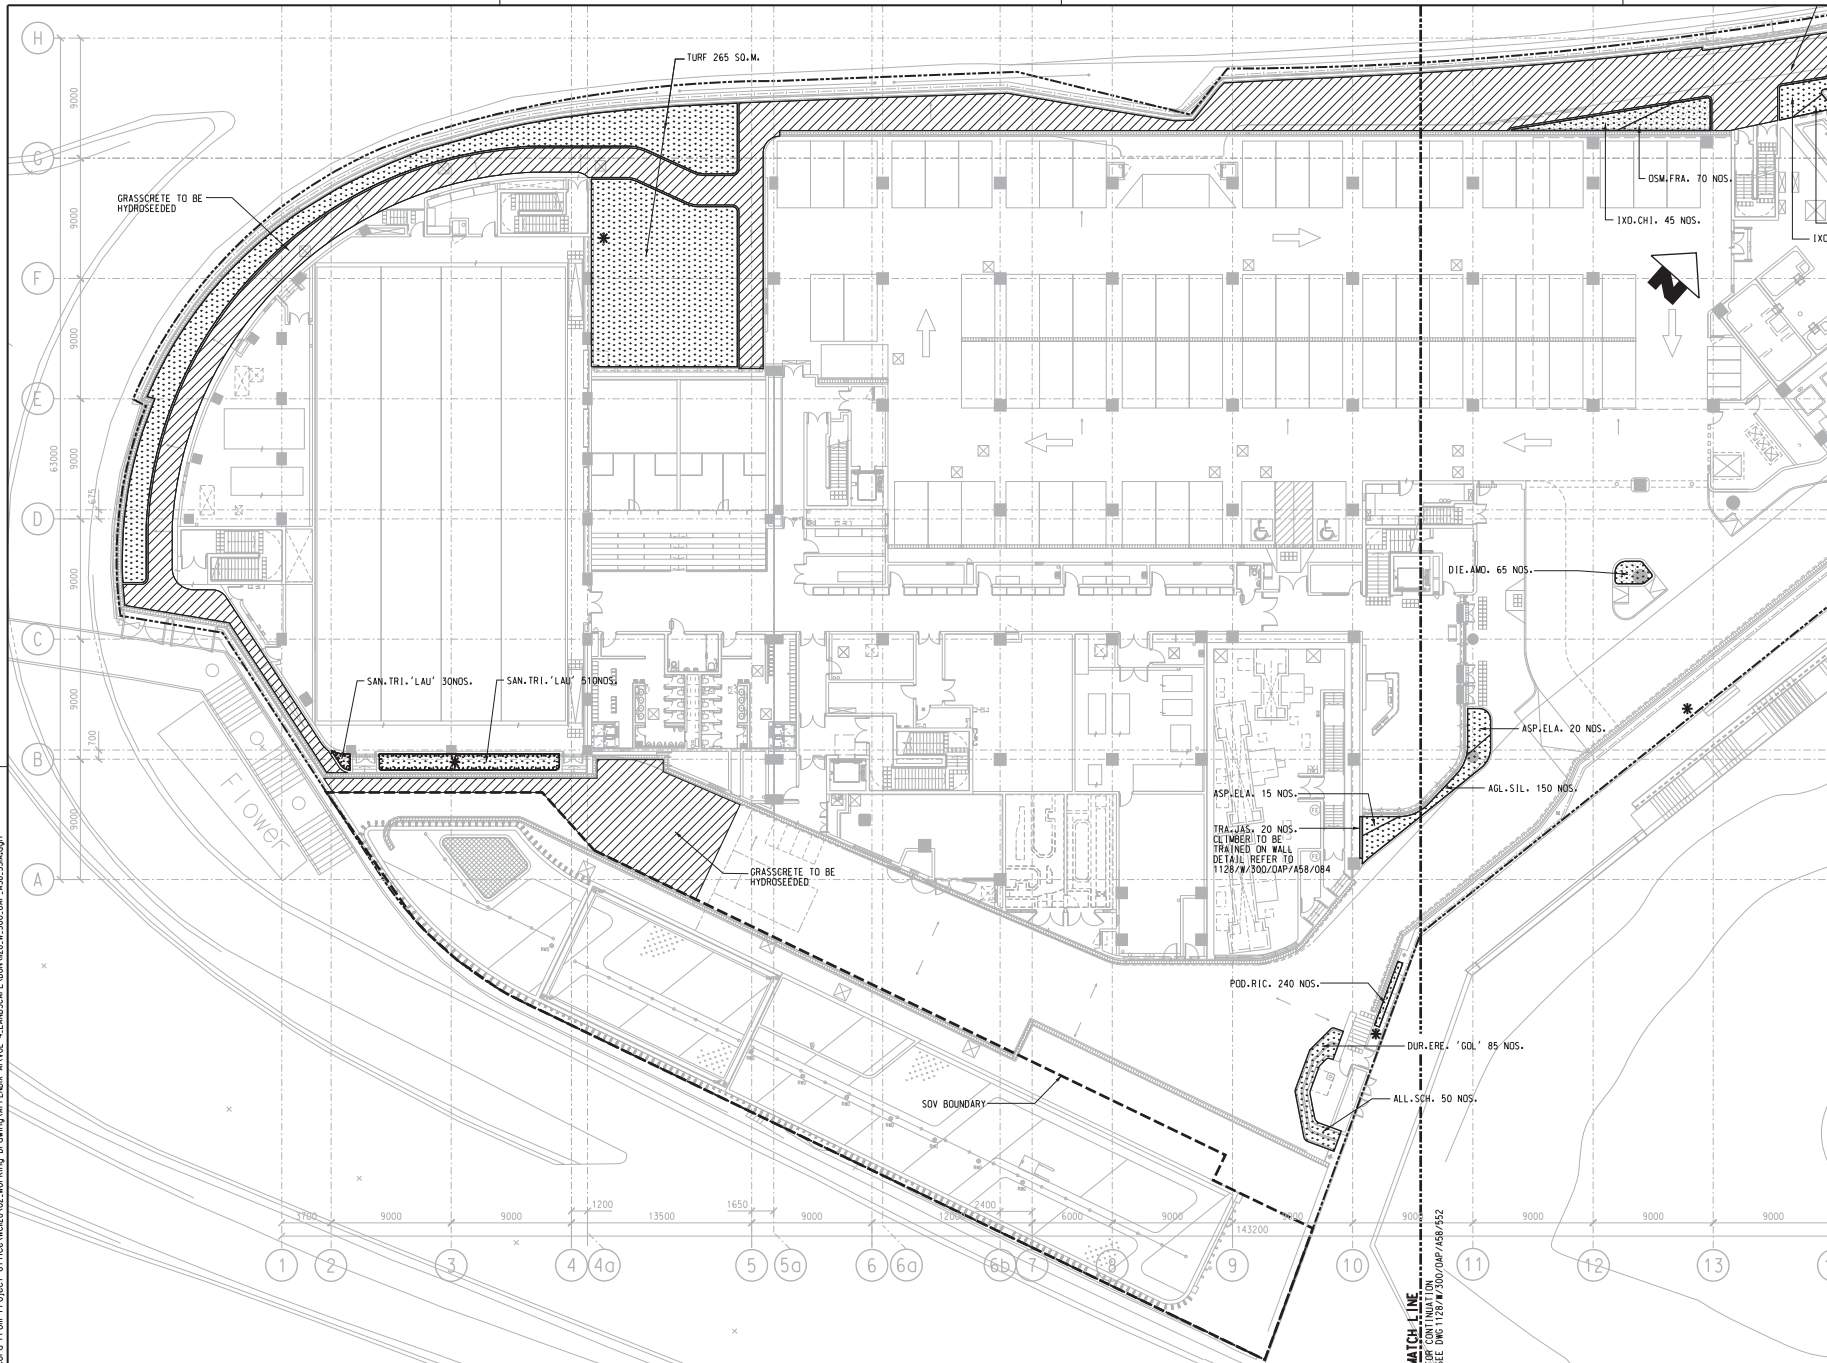 H
TURF 265 SQ.M.
9000
G
OSM.FRA. 70 NOS.
GRASSCRETE TO BE
HYDROSEEDED
9000
IXO.CHI. 45 NOS.
IXO
F
N
9000
E
63000
9000
675
D
DIE.AMO. 65 NOS.
9000
C
SAN.TRI.'LAU' 30NOS.
SAN.TRI.'LAU' 510NOS.
9000
ASP.ELA. 20 NOS.
700
B
Flower
AGL.SIL. 150 NOS.
ASP.ELA. 15 NOS.
9000
TRA.JAS. 20 NOS.
CLIMBER TO BE
TRAINED ON WALL
DETAIL REFER TO
1128/W/300/OAP/A58/084
A
GRASSCRETE TO BE
HYDROSEEDED
POD.RIC. 240 NOS.
DUR.ERE. 'GOL' 85 NOS.
SOV BOUNDARY
ALL.SCH. 50 NOS.
1200
1650
2400
3700
9000
9000
13500
9000
12000
6000
9000
9000
9000
9000
9000
9000
143200
1
2
3
4
4a
5
5a
6
6a
6b
7
8
9
10
11
12
13
MATCH LINE
FOR CONTINUATION
SEE DWG 1128/W/300/OAP/A58/552